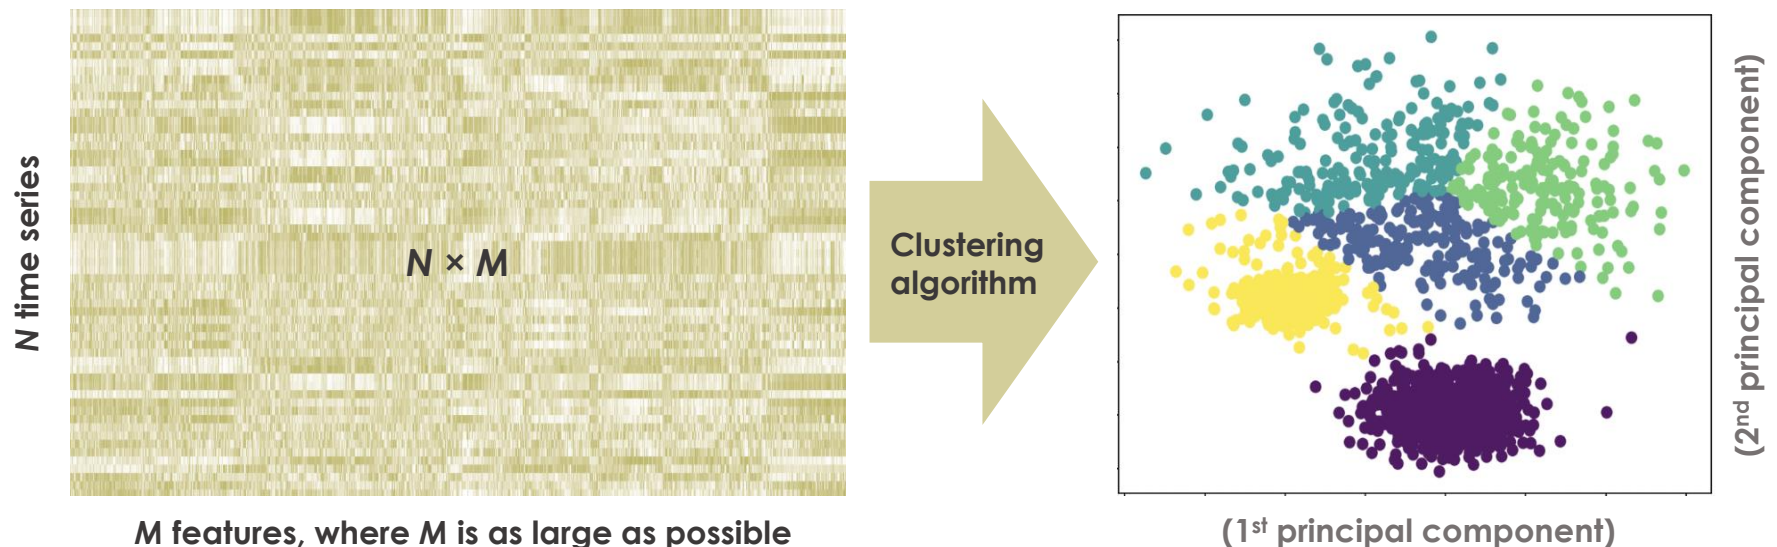 N time series
N × M
M features, where M is as large as possible
Clustering
algorithm
(2nd principal component)
(1st principal component)